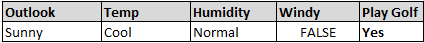 Outlook Temp Humidity Windy Play Golf
Sunny Cool Normal FALSE Yes